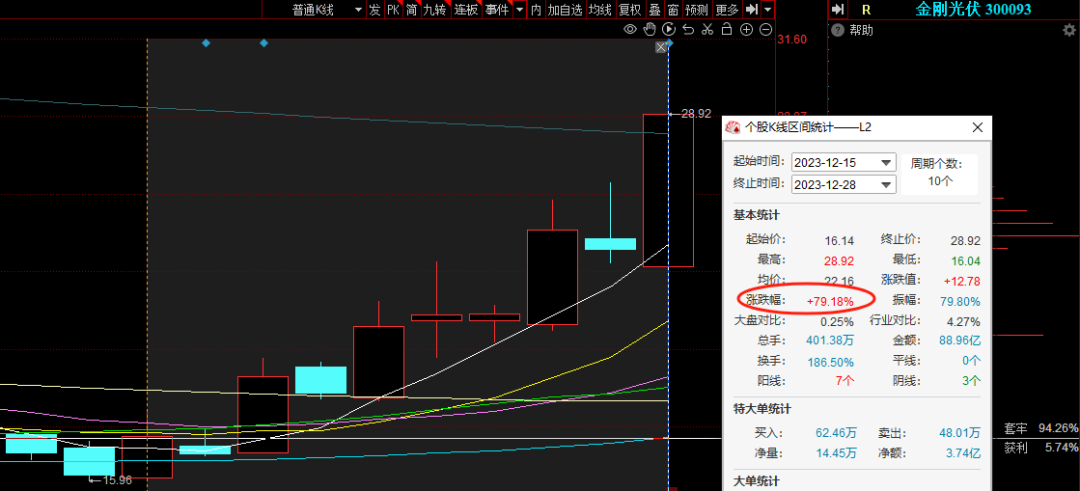 普通K线 发 PK 简 九转 连板 事件 内 加自选 均线 复权 叠 窗 预测 更多 R 金刚光伏 300093
31.60 帮助
28.92
个股K线区间统计——L2
起始时间: 2023-12-15 周期个数:
终止时间: 2023-12-28 10个
基本统计
起始价: 16.14 终止价: 28.92
最高: 28.92 最低: 16.04
均价: 22.16 涨跌值: +12.78
涨跌幅: +79.18% 振幅: 79.80%
大盘对比: 0.25% 行业对比: 4.27%
总手: 401.38万 金额: 88.96亿
换手: 186.50% 平线: 0个
阳线: 7个 阴线: 3个
特大单统计
买入: 62.46万 卖出: 48.01万
净量: 14.45万 净额: 3.74亿
大单统计
套牢 94.26%
获利 5.74%
15.96